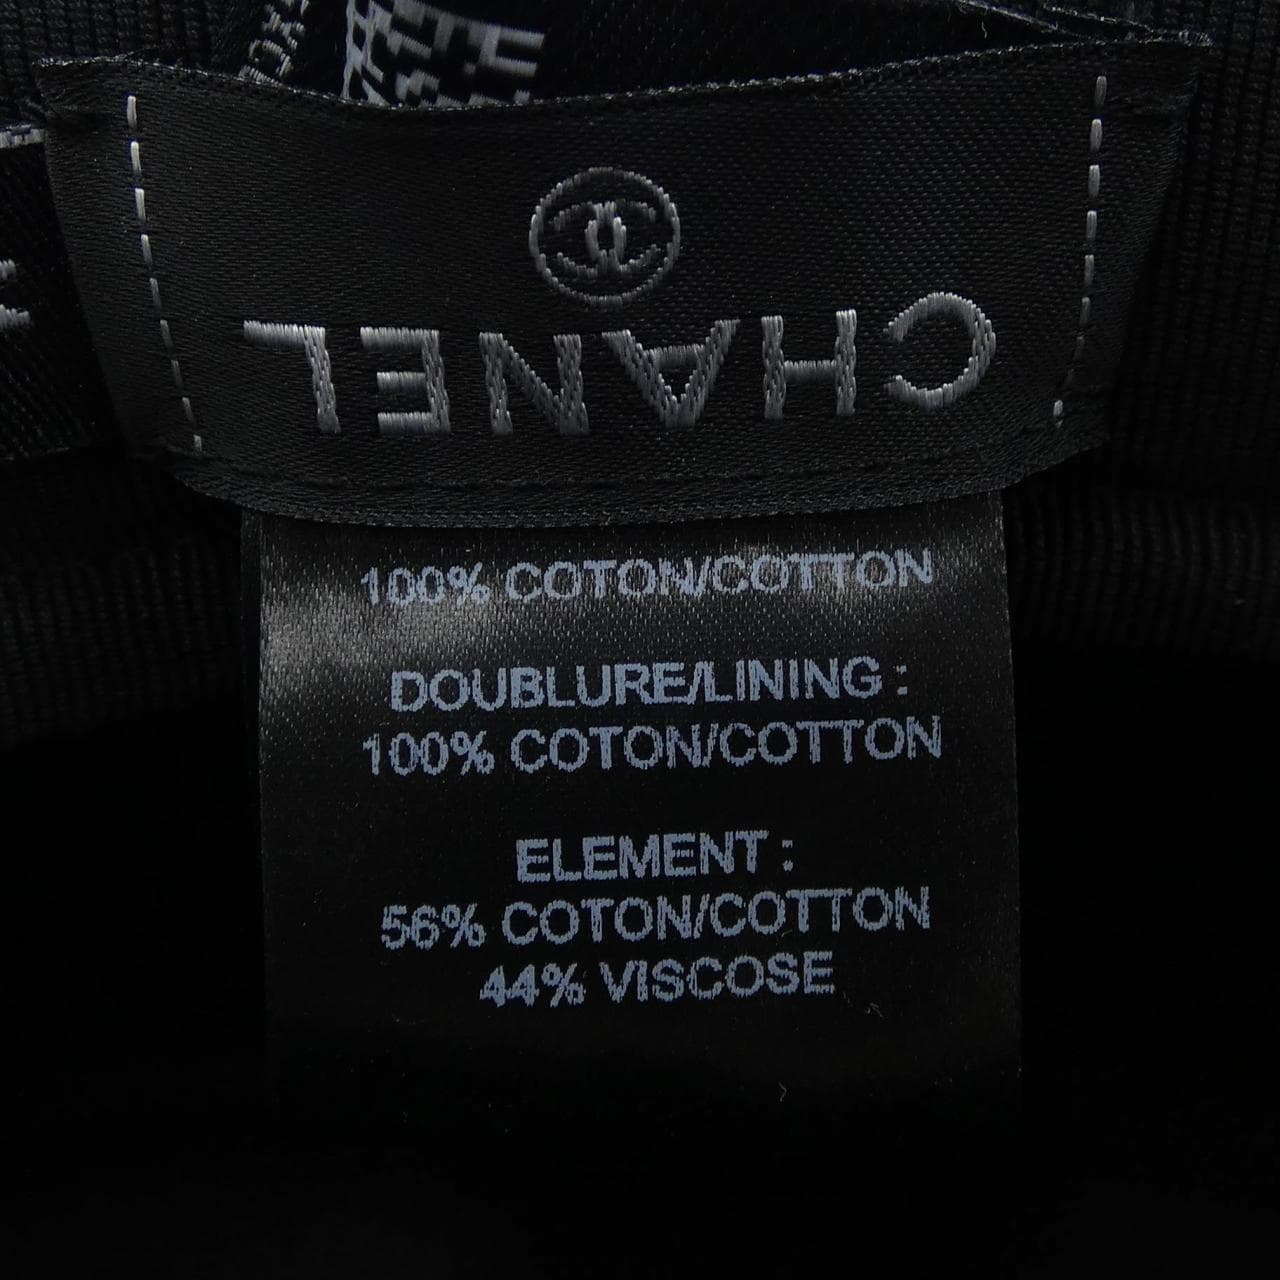 CHANEL
100% COTON/COTTON
DOUBLURE/LINING :
100% COTON/COTTON
ELEMENT :
56% COTON/COTTON
44% VISCOSE